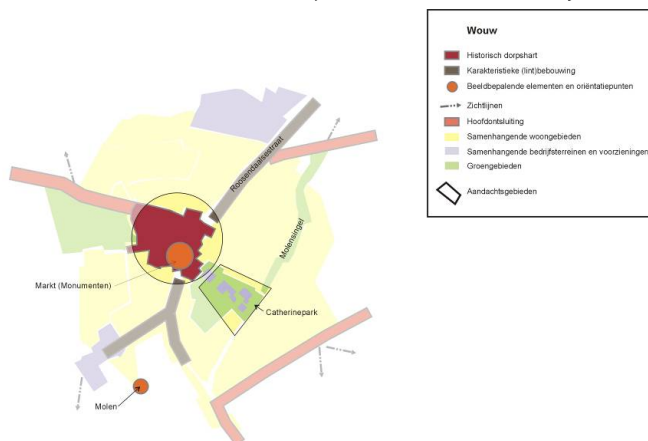 Wouw
Historisch dorpshart
Karakteristieke (lint)bebouwing
Beeldbepalende elementen en oriëntatiepunten
Zichtlijnen
Hoofdontsluiting
Samenhangende woongebieden
Samenhangende bedrijfsterreinen en voorzieningen
Groengebieden
Aandachtsgebieden
Roosendaalsestraat
Molensingel
Markt (Monumenten)
Catherinepark
Molen